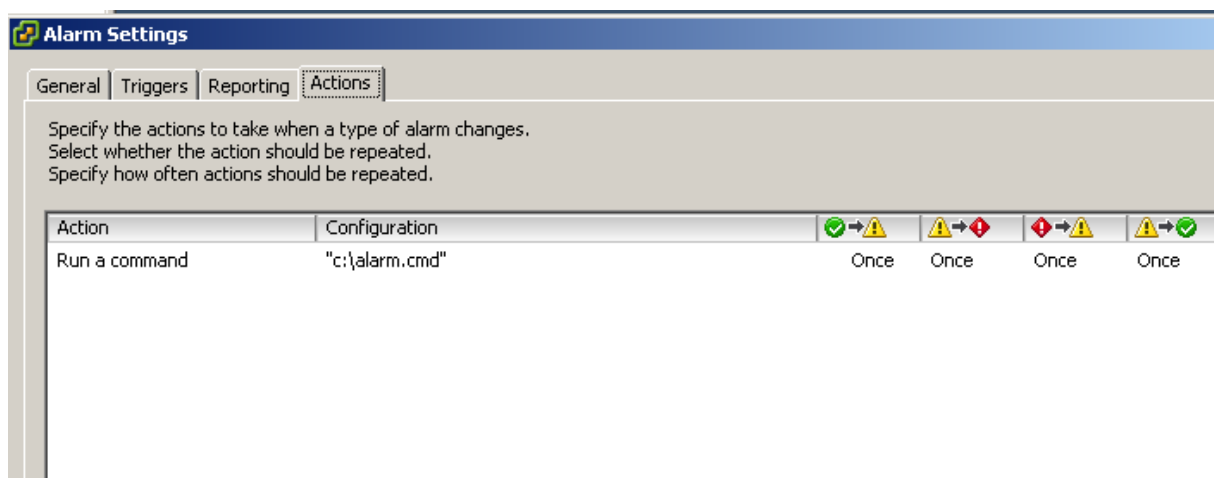 Alarm Settings
General Triggers Reporting Actions
Specify the actions to take when a type of alarm changes.
Select whether the action should be repeated.
Specify how often actions should be repeated.
Action Configuration
Run a command "c:\alarm.cmd" Once Once Once Once